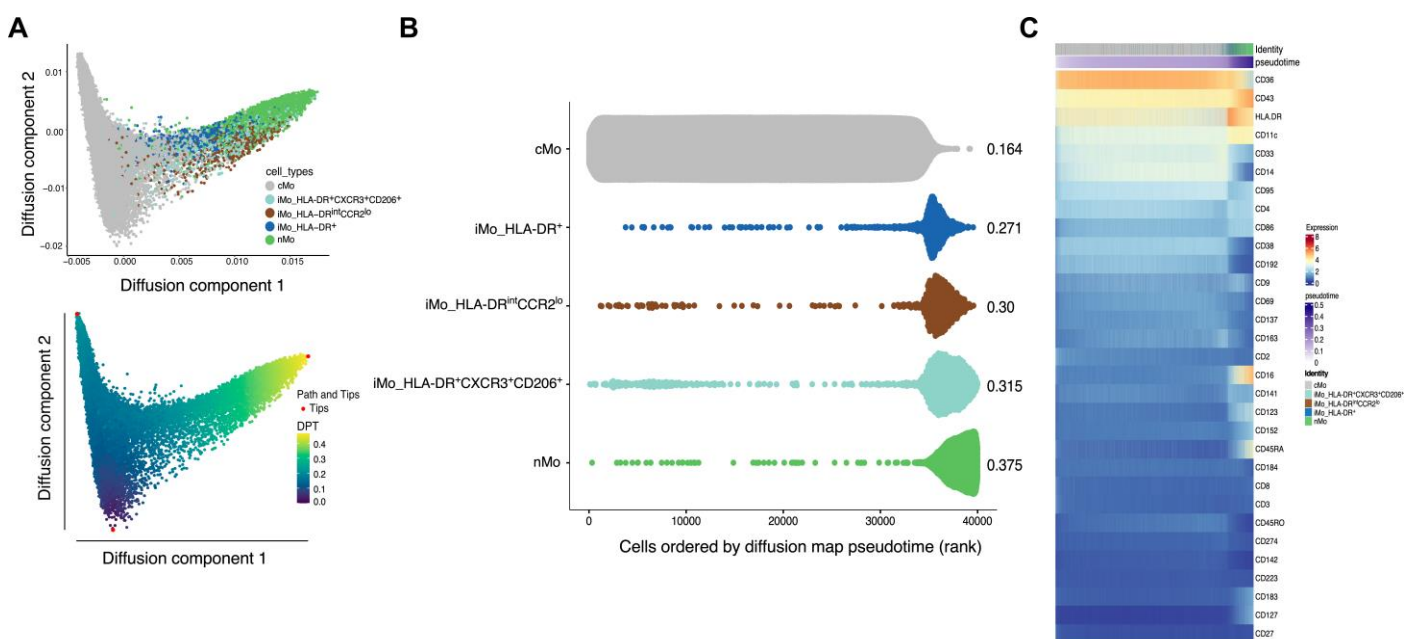 A
Diffusion component 2
0.01
0.00
−0.01
−0.02
−0.005
0.000
0.005
0.010
0.015
Diffusion component 1
cell_types
cMo
iMo_HLA-DR⁺CXCR3⁺CD206⁺
iMo_HLA−DRⁱⁿᵗCCR2ˡᵒ
iMo_HLA−DR⁺
nMo
Diffusion component 2
Diffusion component 1
Path and Tips
Tips
DPT
0.4
0.3
0.2
0.1
0.0
B
cMo
0.164
iMo_HLA-DR⁺
0.271
iMo_HLA-DRⁱⁿᵗCCR2ˡᵒ
0.30
iMo_HLA-DR⁺CXCR3⁺CD206⁺
0.315
nMo
0.375
0
10000
20000
30000
40000
Cells ordered by diffusion map pseudotime (rank)
C
Identity
pseudotime
CD36
CD43
HLA.DR
CD11c
CD33
CD14
CD95
CD4
CD86
CD38
CD192
CD9
CD69
CD137
CD163
CD2
CD16
CD141
CD123
CD152
CD45RA
CD184
CD8
CD3
CD45RO
CD274
CD142
CD223
CD183
CD127
CD27
Expression
8
6
4
2
0
pseudotime
0.5
0.4
0.3
0.2
0.1
0
Identity
cMo
iMo_HLA-DR⁺CXCR3⁺CD206⁺
iMo_HLA-DRⁱⁿᵗCCR2ˡᵒ
iMo_HLA-DR⁺
nMo